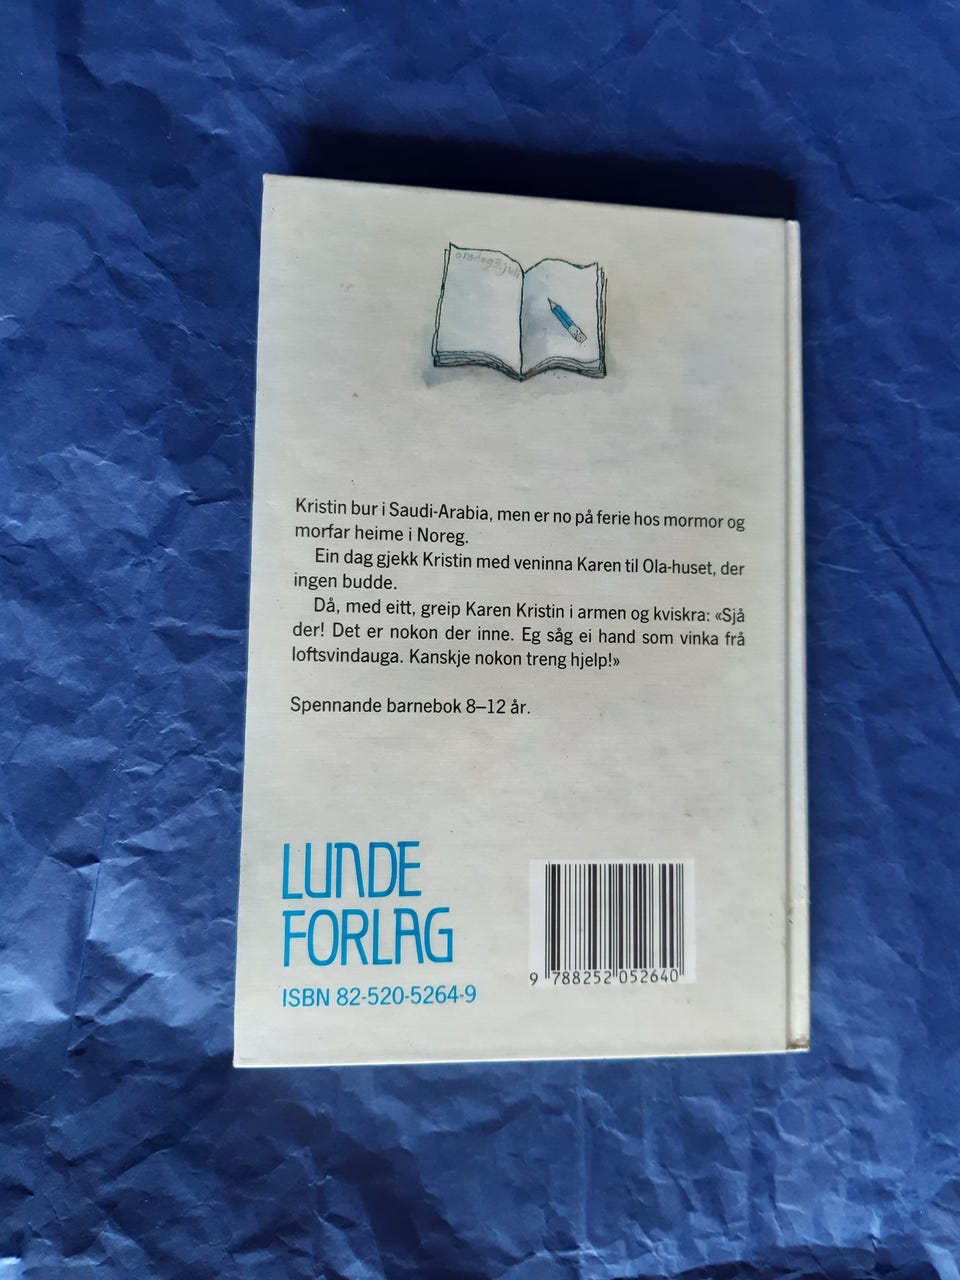 onsdag 3. juli
Kristin bur i Saudi-Arabia, men er no på ferie hos mormor og
morfar heime i Noreg.
Ein dag gjekk Kristin med veninna Karen til Ola-huset, der
ingen budde.
Då, med eitt, greip Karen Kristin i armen og kviskra: «Sjå
der! Det er nokon der inne. Eg såg ei hand som vinka frå
loftsvindauga. Kanskje nokon treng hjelp!»
Spennande barnebok 8–12 år.
LUNDE
FORLAG
ISBN 82-520-5264-9
9 788252 052640